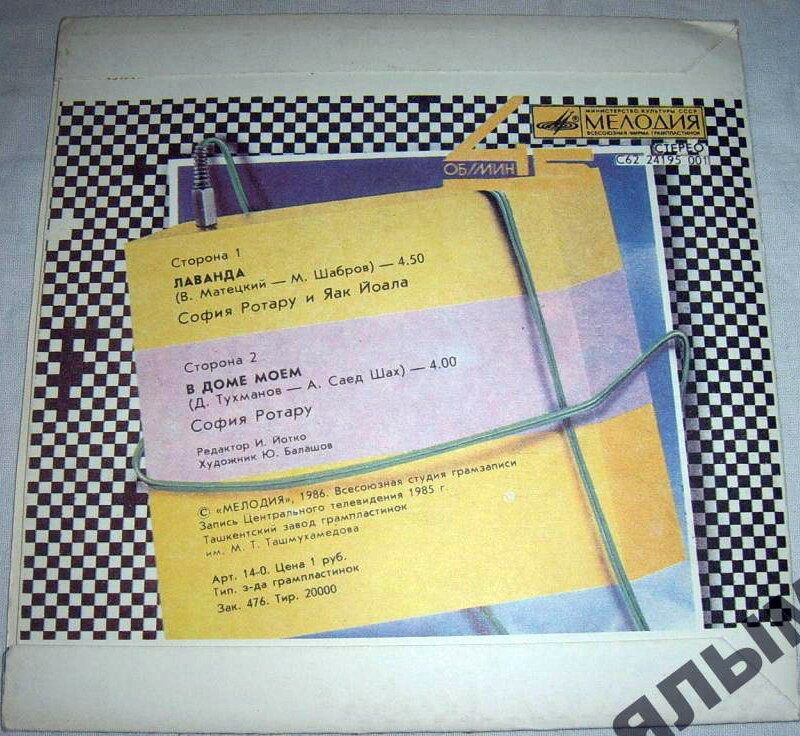 МИНИСТЕРСТВО КУЛЬТУРЫ СССР
МЕЛОДИЯ
ВСЕСОЮЗНАЯ ФИРМА ГРАМПЛАСТИНОК
45
ОБ/МИН
СТЕРЕО
С62 24195 001
Сторона 1
ЛАВАНДА
(В. Матецкий — М. Шабров) — 4.50
София Ротару и Яак Йоала
Сторона 2
В ДОМЕ МОЕМ
(Д. Тухманов — А. Саед Шах) — 4.00
София Ротару
Редактор И. Йотко
Художник Ю. Балашов
© «МЕЛОДИЯ», 1986. Всесоюзная студия грамзаписи
Запись Центрального телевидения 1985 г.
Ташкентский завод грампластинок
им. М. Т. Ташмухамедова
Арт. 14-0. Цена 1 руб.
Тип. з-да грампластинок
Зак. 476. Тир. 20000